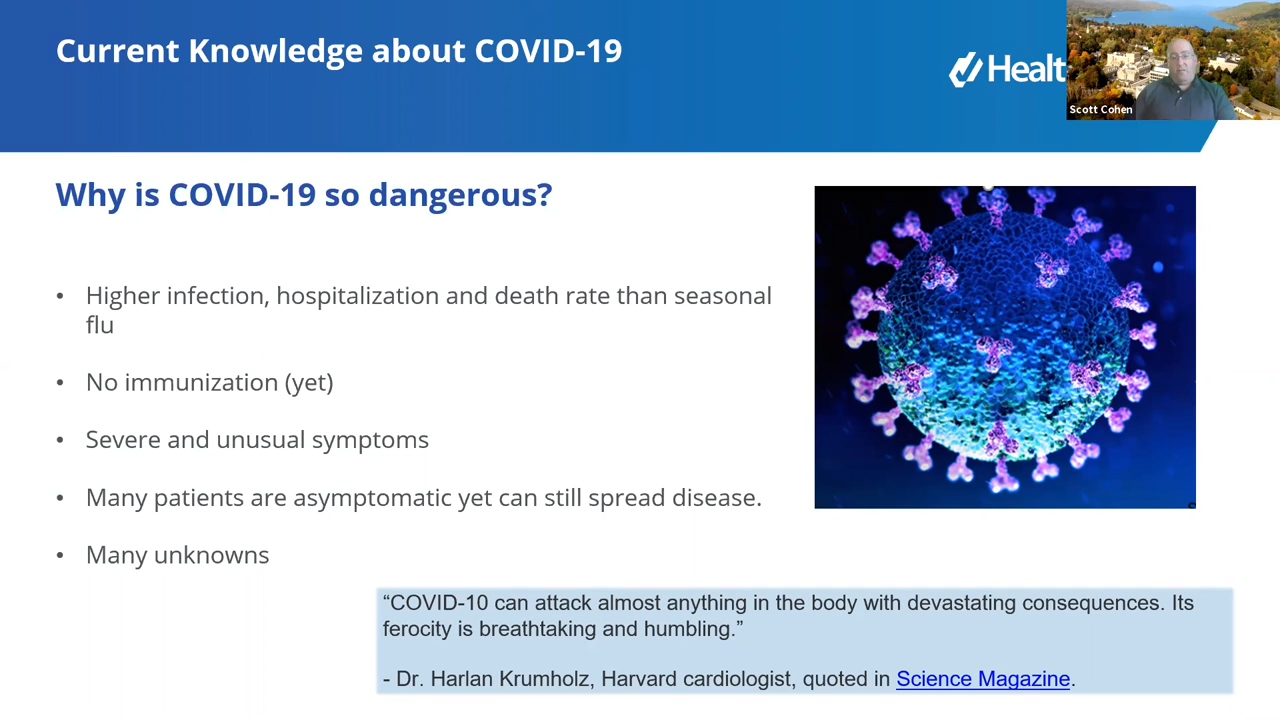 Current Knowledge about COVID-19
Healt
Scott Cohen
Why is COVID-19 so dangerous?
• Higher infection, hospitalization and death rate than seasonal
flu
• No immunization (yet)
• Severe and unusual symptoms
• Many patients are asymptomatic yet can still spread disease.
• Many unknowns
“COVID-10 can attack almost anything in the body with devastating consequences. Its
ferocity is breathtaking and humbling.”
- Dr. Harlan Krumholz, Harvard cardiologist, quoted in Science Magazine.